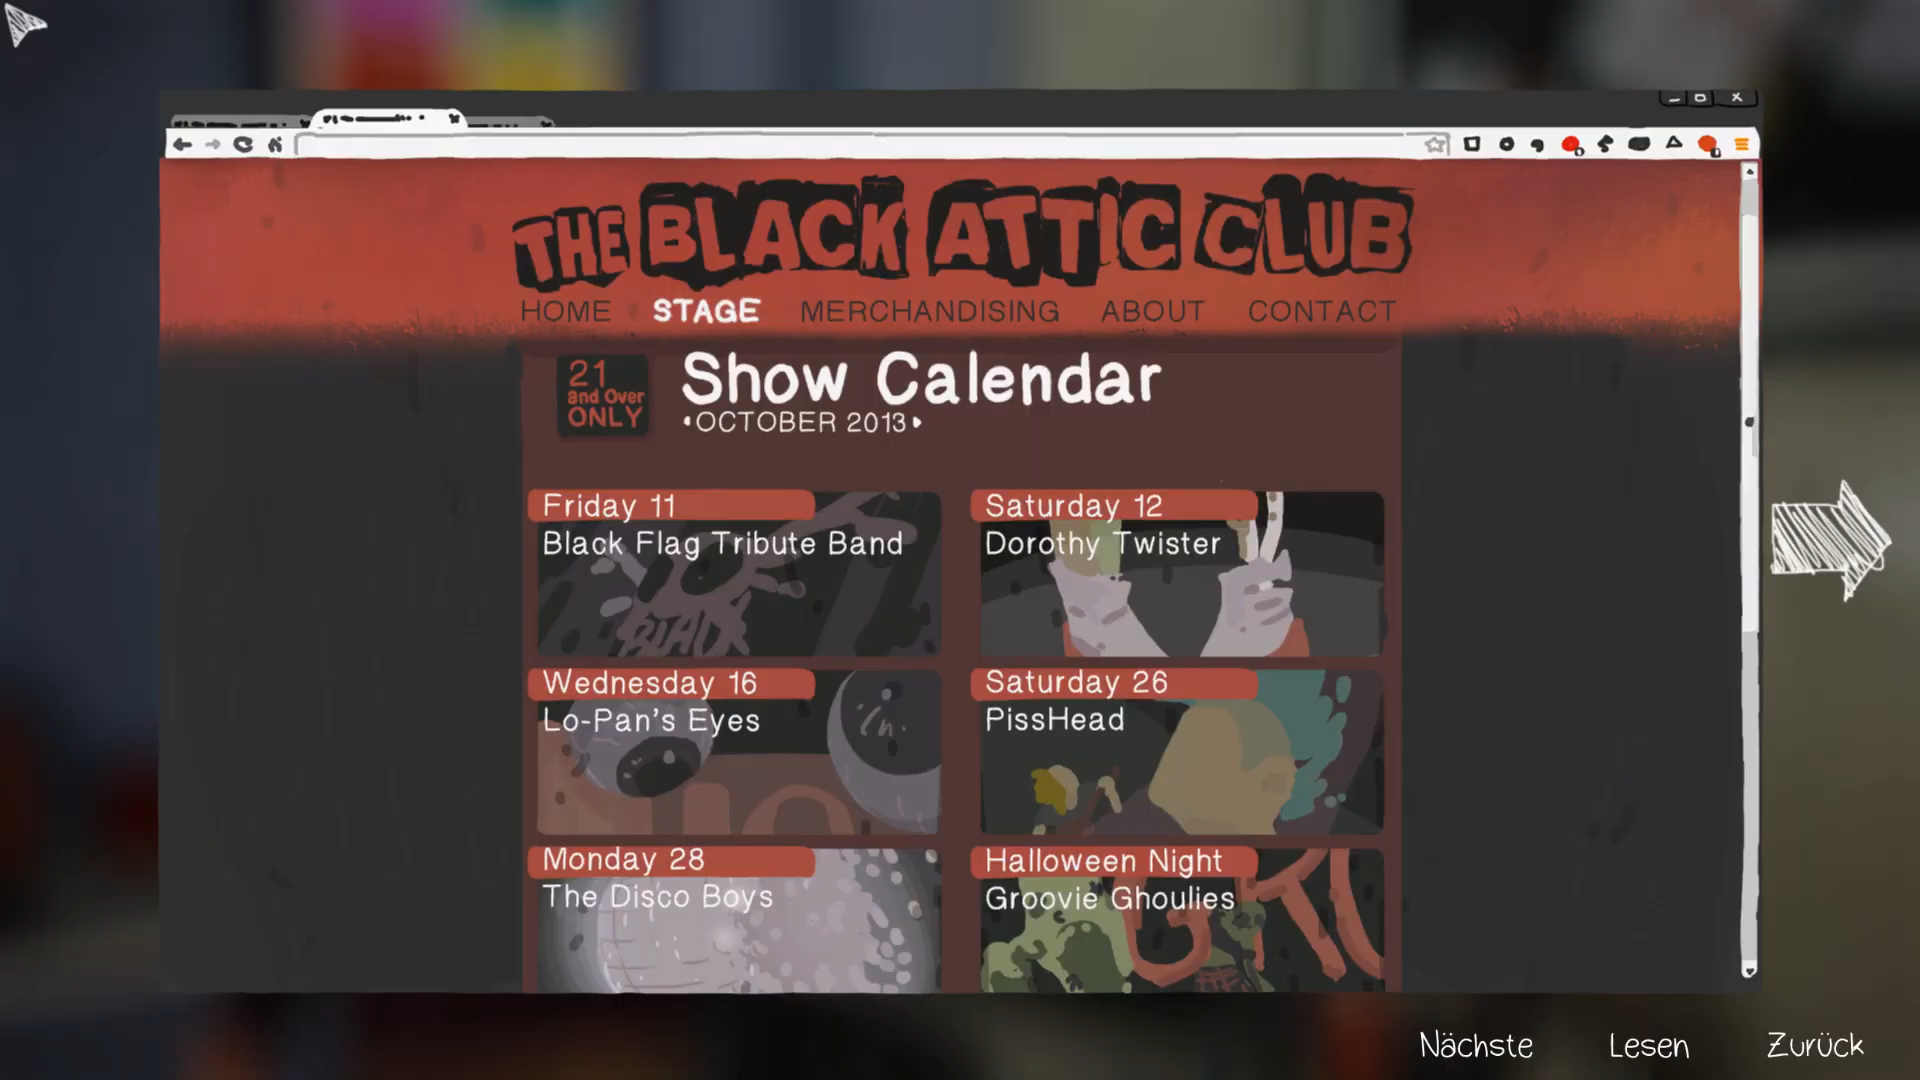 THE BLACK ATTIC CLUB
HOME STAGE MERCHANDISING ABOUT CONTACT
21
and Over
ONLY
Show Calendar
OCTOBER 2013
Friday 11
Black Flag Tribute Band
BLACK
Saturday 12
Dorothy Twister
Wednesday 16
Lo-Pan's Eyes
Saturday 26
PissHead
Monday 28
The Disco Boys
Halloween Night
Groovie Ghoulies
Nächste Lesen Zurück